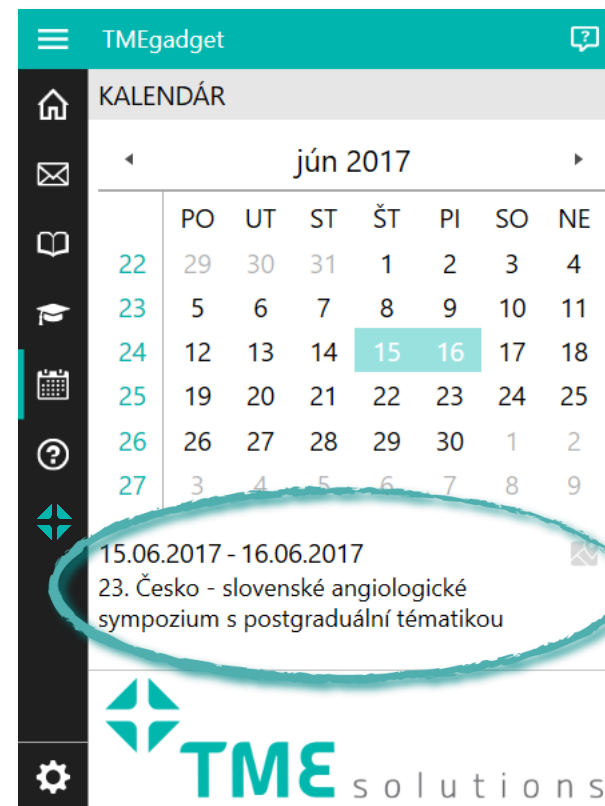 TMEgadget
KALENDÁR
jún 2017
PO UT ST ŠT PI SO NE
22 29 30 31 1 2 3 4
23 5 6 7 8 9 10 11
24 12 13 14 15 16 17 18
25 19 20 21 22 23 24 25
26 26 27 28 29 30 1 2
27 3 4 5 6 7 8 9
15.06.2017 - 16.06.2017
23. Česko - slovenské angiologické
sympozium s postgraduální tématikou
TME solutions